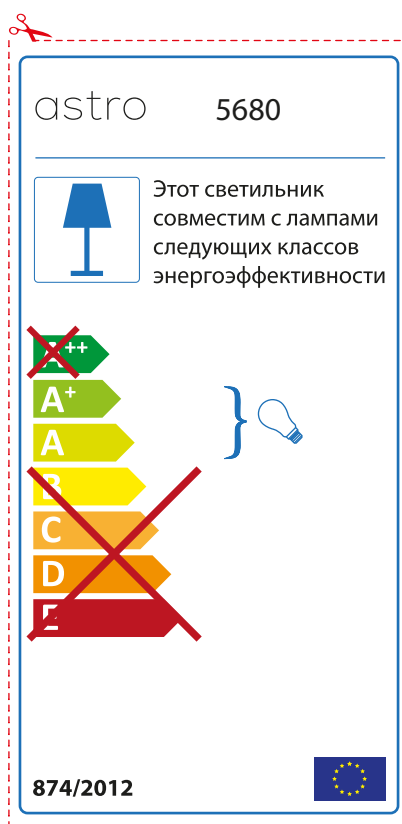 astro 5680
Этот светильник
совместим с лампами
следующих классов
энергоэффективности
A++
A+
A
B
C
D
E
874/2012